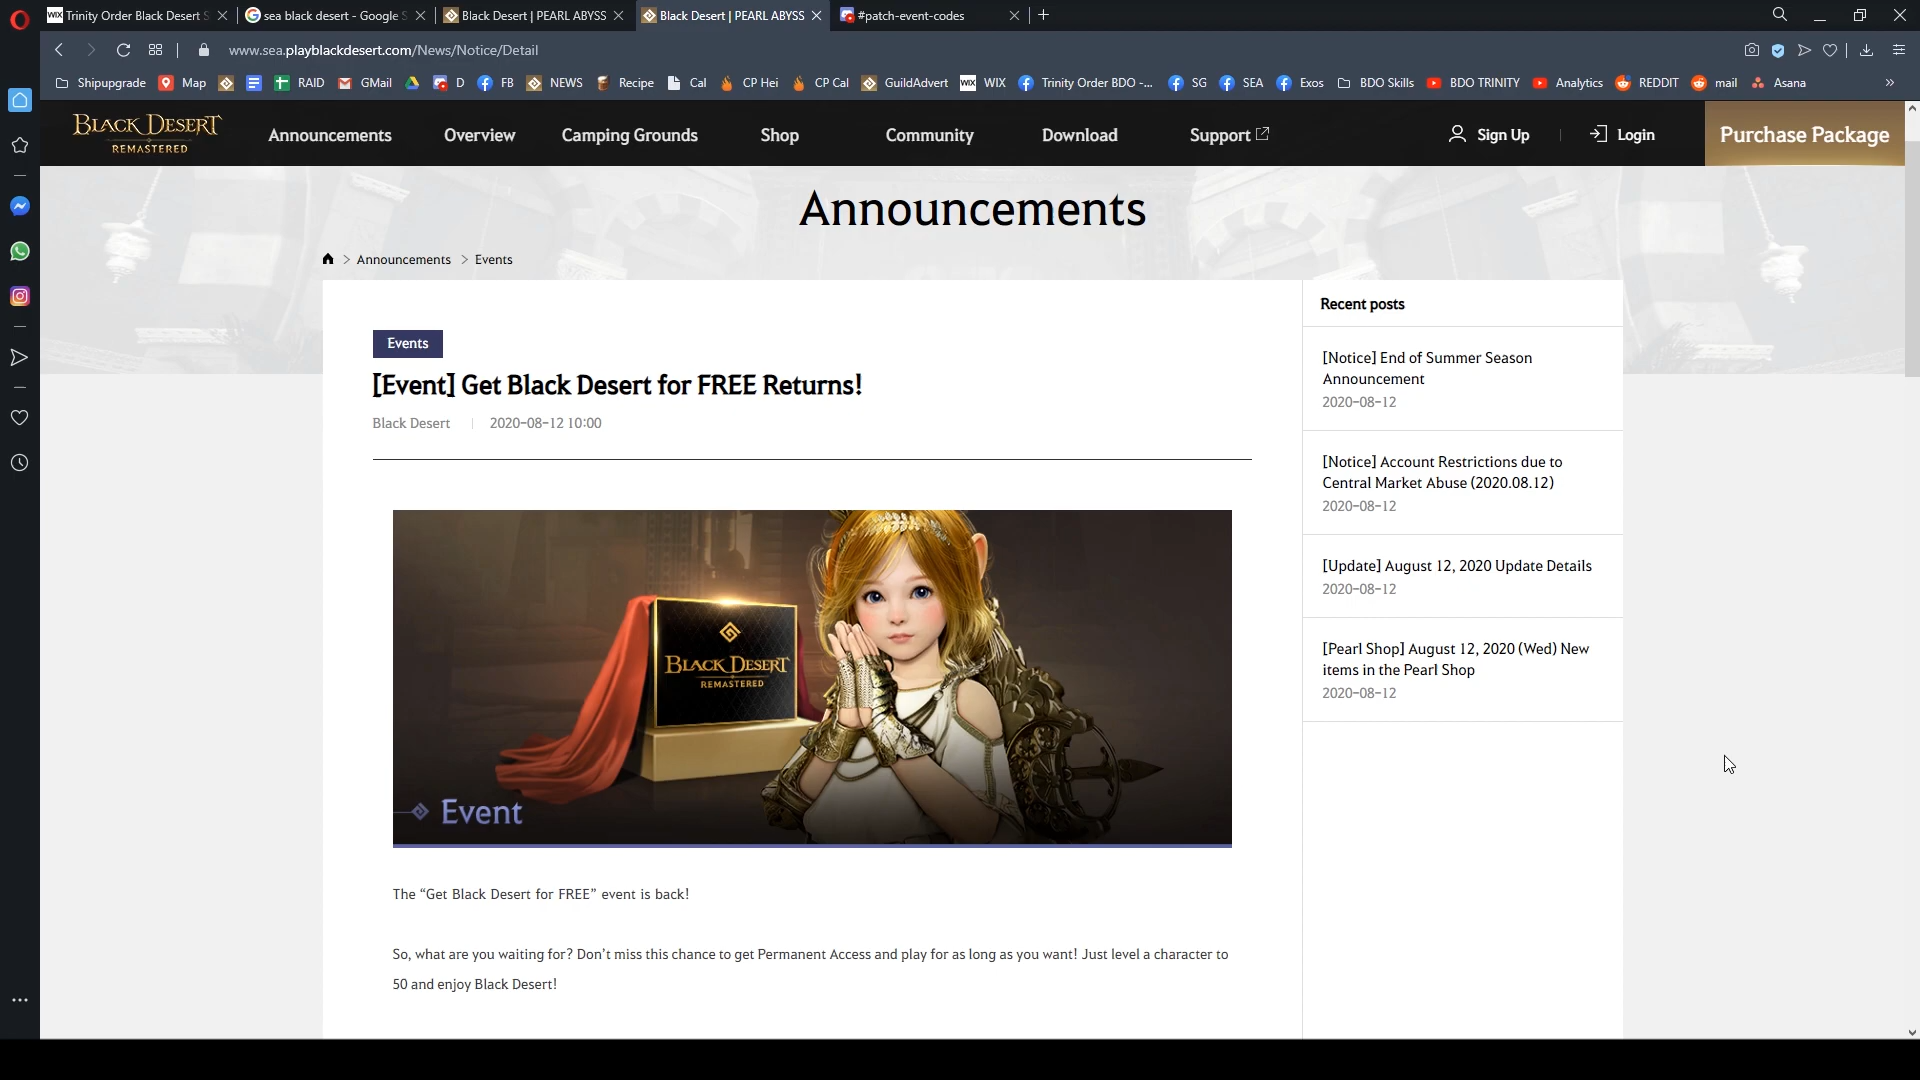 WIX Trinity Order Black Desert S
sea black desert - Google S
Black Desert | PEARL ABYSS
Black Desert | PEARL ABYSS
#patch-event-codes
www.sea.playblackdesert.com/News/Notice/Detail
Shipupgrade Map RAID GMail D FB NEWS Recipe Cal CP Hei CP Cal GuildAdvert WIX WIX Trinity Order BDO -... SG SEA Exos BDO Skills BDO TRINITY Analytics REDDIT mail Asana »
BLACK DESERT
REMASTERED
Announcements Overview Camping Grounds Shop Community Download Support Sign Up Login Purchase Package
Announcements
> Announcements > Events
Events
[Event] Get Black Desert for FREE Returns!
Black Desert | 2020-08-12 10:00
BLACK DESERT
REMASTERED
Event
The “Get Black Desert for FREE” event is back!
So, what are you waiting for? Don’t miss this chance to get Permanent Access and play for as long as you want! Just level a character to
50 and enjoy Black Desert!
Recent posts
[Notice] End of Summer Season
Announcement
2020-08-12
[Notice] Account Restrictions due to
Central Market Abuse (2020.08.12)
2020-08-12
[Update] August 12, 2020 Update Details
2020-08-12
[Pearl Shop] August 12, 2020 (Wed) New
items in the Pearl Shop
2020-08-12